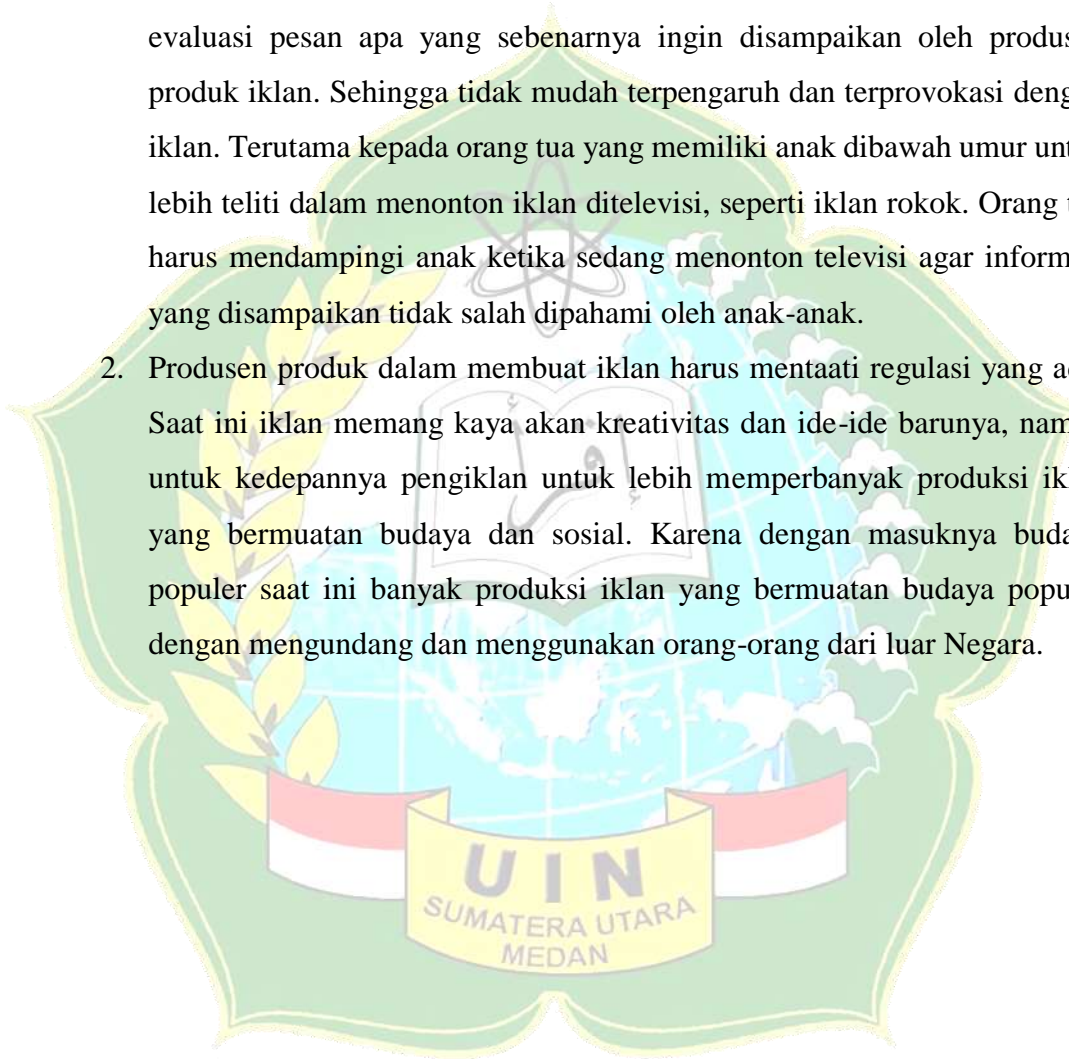 evaluasi pesan apa yang sebenarnya ingin disampaikan oleh produs
produk iklan. Sehingga tidak mudah terpengaruh dan terprovokasi deng
iklan. Terutama kepada orang tua yang memiliki anak dibawah umur unt
lebih teliti dalam menonton iklan ditelevisi, seperti iklan rokok. Orang t
harus mendampingi anak ketika sedang menonton televisi agar inform
yang disampaikan tidak salah dipahami oleh anak-anak.
2. Produsen produk dalam membuat iklan harus mentaati regulasi yang a
Saat ini iklan memang kaya akan kreativitas dan ide-ide barunya, nam
untuk kedepannya pengiklan untuk lebih memperbanyak produksi ikl
yang bermuatan budaya dan sosial. Karena dengan masuknya buda
populer saat ini banyak produksi iklan yang bermuatan budaya popu
dengan mengundang dan menggunakan orang-orang dari luar Negara.
UIN
SUMATERA UTARA
MEDAN